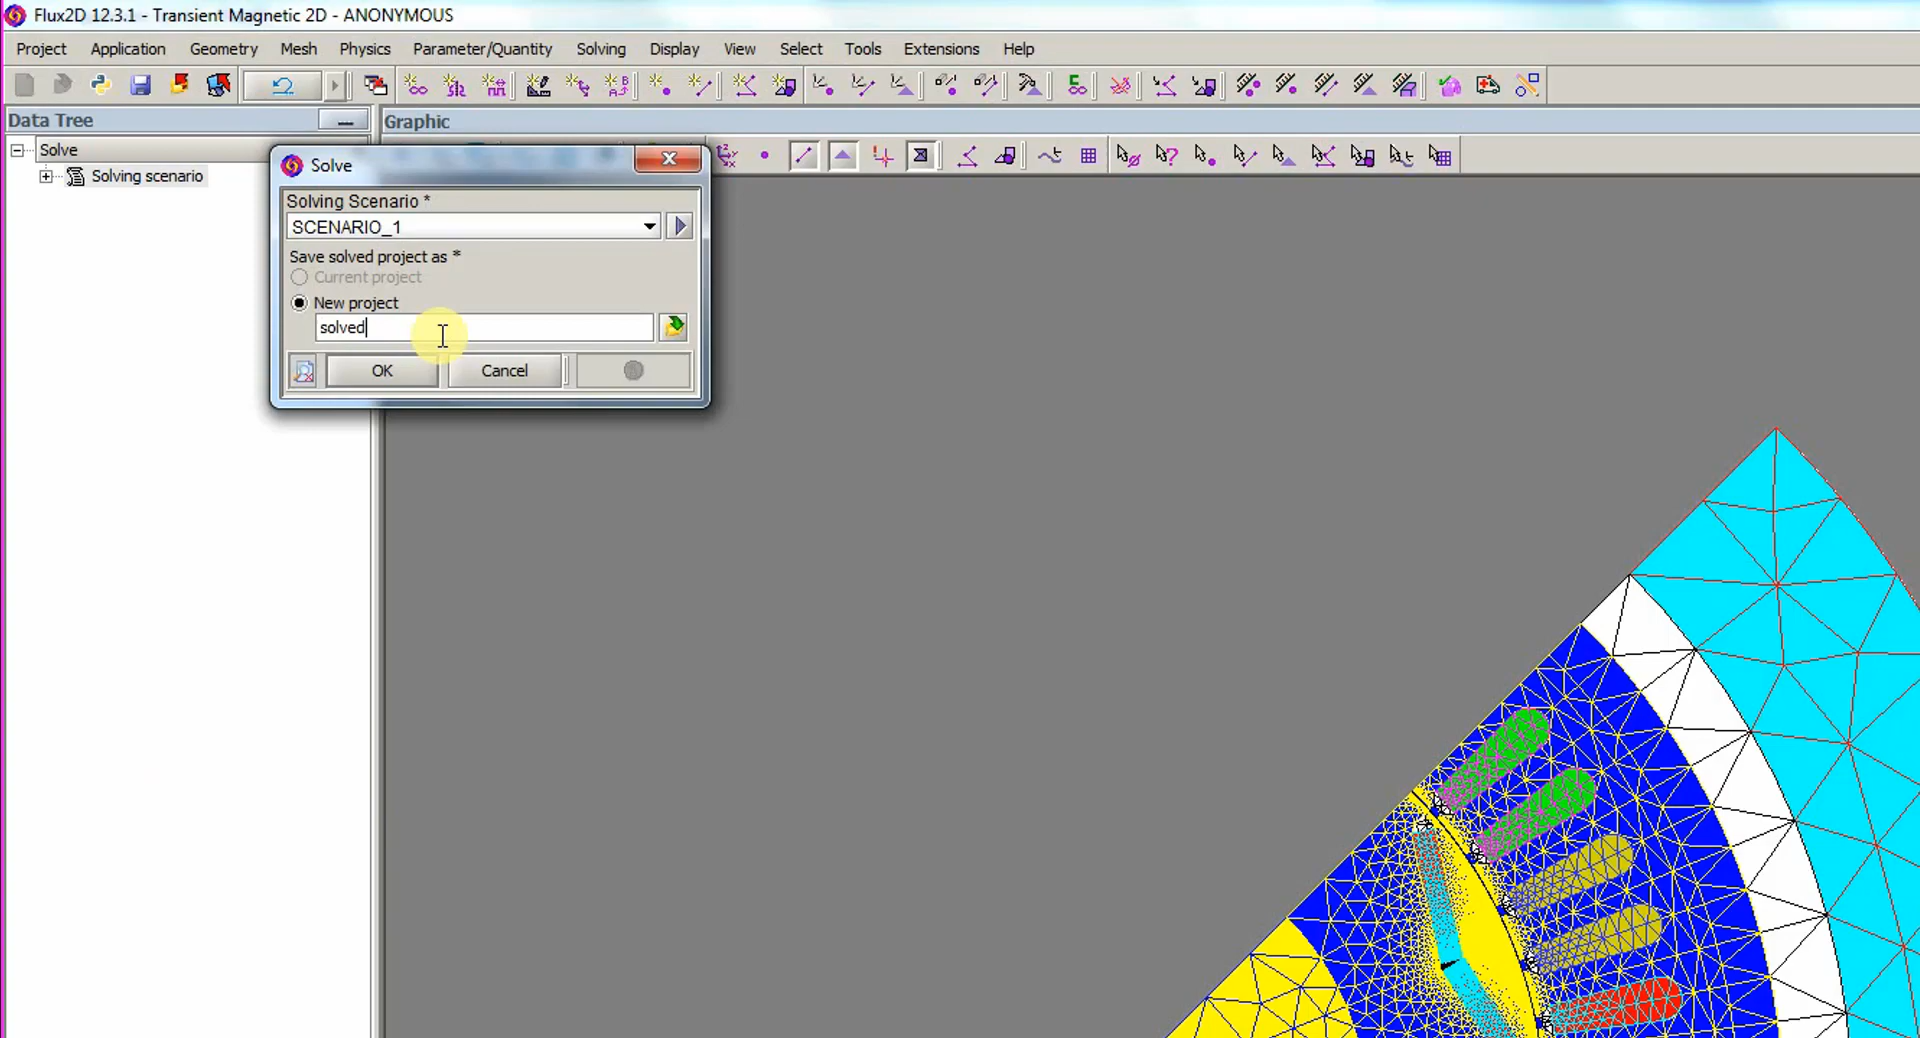 Flux2D 12.3.1 - Transient Magnetic 2D - ANONYMOUS
Project Application Geometry Mesh Physics Parameter/Quantity Solving Display View Select Tools Extensions Help
Data Tree
Graphic
Solve
Solving scenario
Solve
Solving Scenario *
SCENARIO_1
Save solved project as *
Current project
New project
solved
OK Cancel